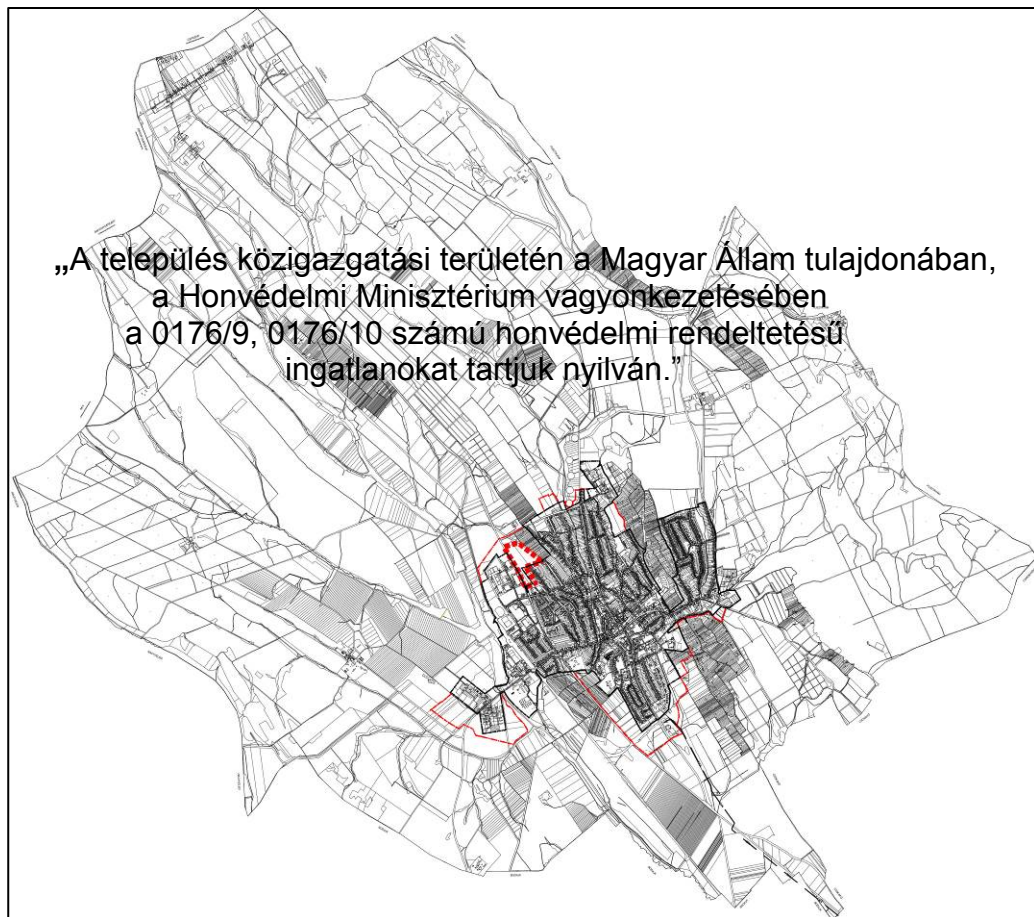 „A település közigazgatási területén a Magyar Állam tulajdonában,
a Honvédelmi Minisztérium vagyonkezelésében
a 0176/9, 0176/10 számú honvédelmi rendeltetésű
ingatlanokat tartjuk nyilván.”